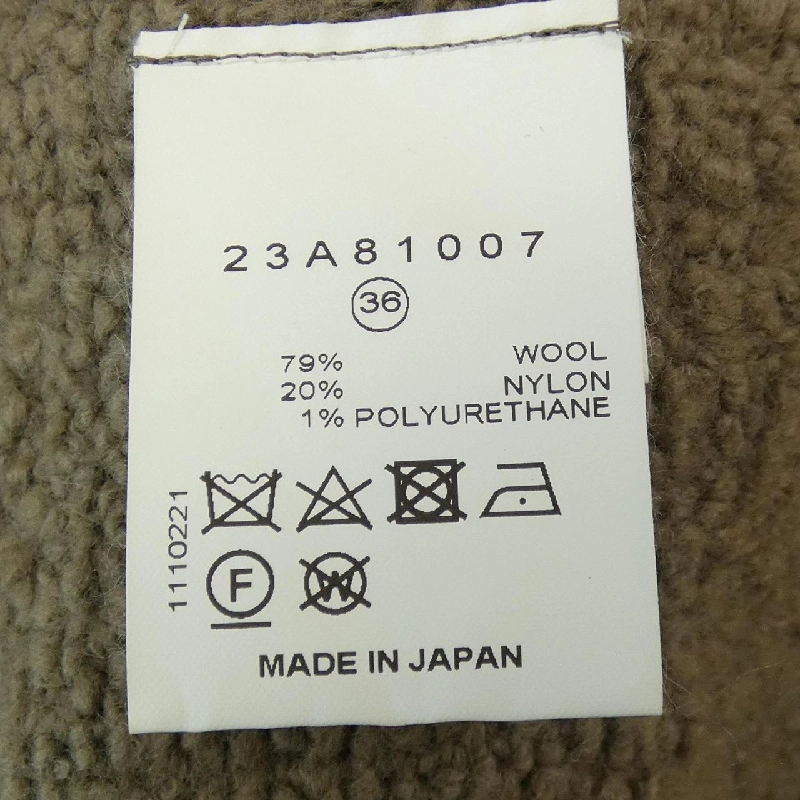 23A81007
36
79% WOOL
20% NYLON
1% POLYURETHANE
1110221
F W
MADE IN JAPAN